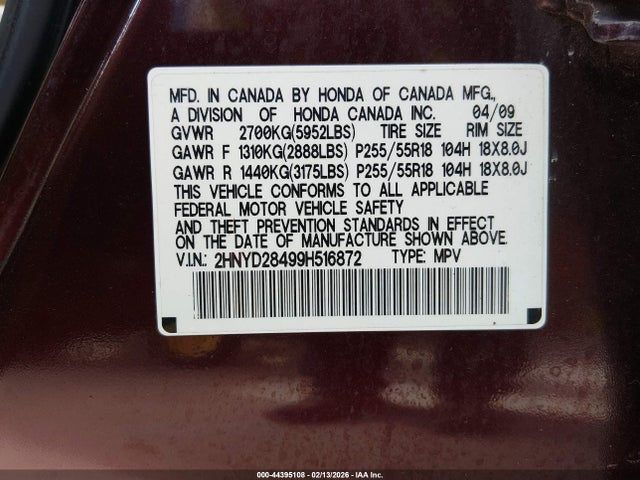 MFD. IN CANADA BY HONDA OF CANADA MFG.,
A DIVISION OF HONDA CANADA INC. 04/09
GVWR 2700KG(5952LBS) TIRE SIZE RIM SIZE
GAWR F 1310KG(2888LBS) P255/55R18 104H 18X8.0J
GAWR R 1440KG(3175LBS) P255/55R18 104H 18X8.0J
THIS VEHICLE CONFORMS TO ALL APPLICABLE
FEDERAL MOTOR VEHICLE SAFETY
AND THEFT PREVENTION STANDARDS IN EFFECT ON
THE DATE OF MANUFACTURE SHOWN ABOVE.
V.I.N.: 2HNYD28499H516872 TYPE: MPV
000-44395108 - 02/13/2026 - IAA Inc.